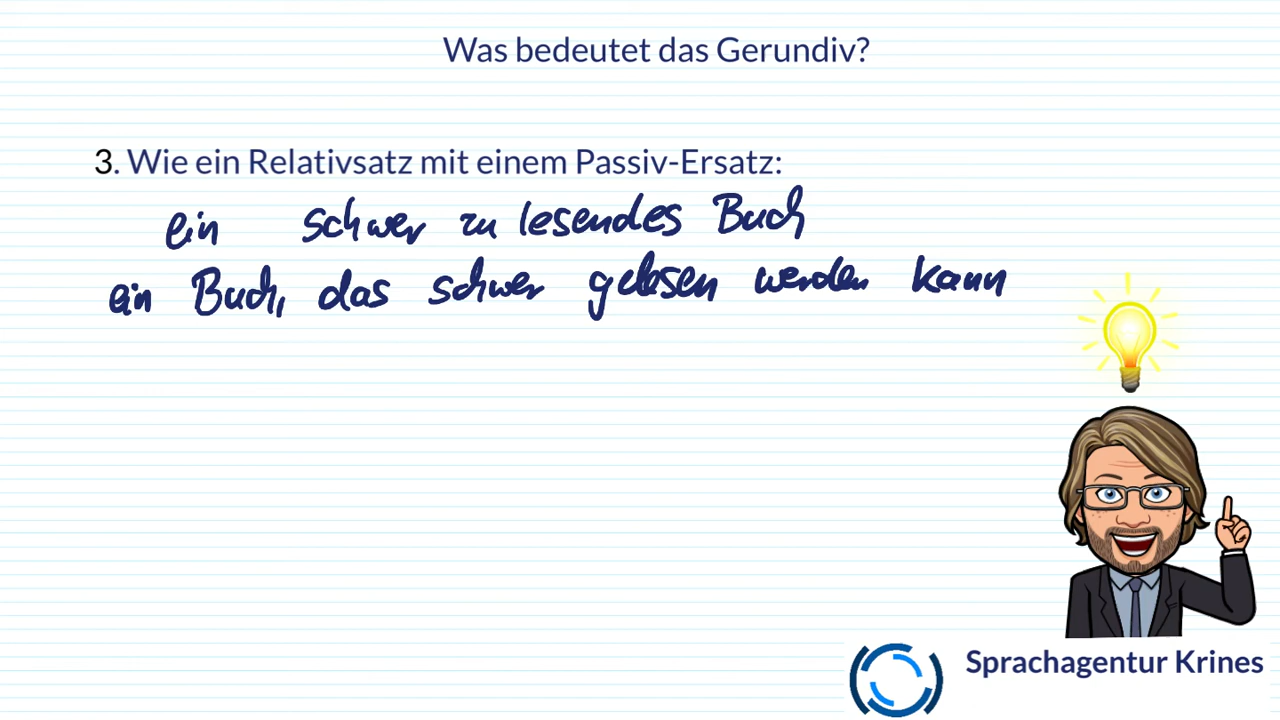 Was bedeutet das Gerundiv?
3. Wie ein Relativsatz mit einem Passiv-Ersatz:
ein schwer zu lesendes Buch
ein Buch, das schwer gelesen werden kann
Sprachagentur Krines